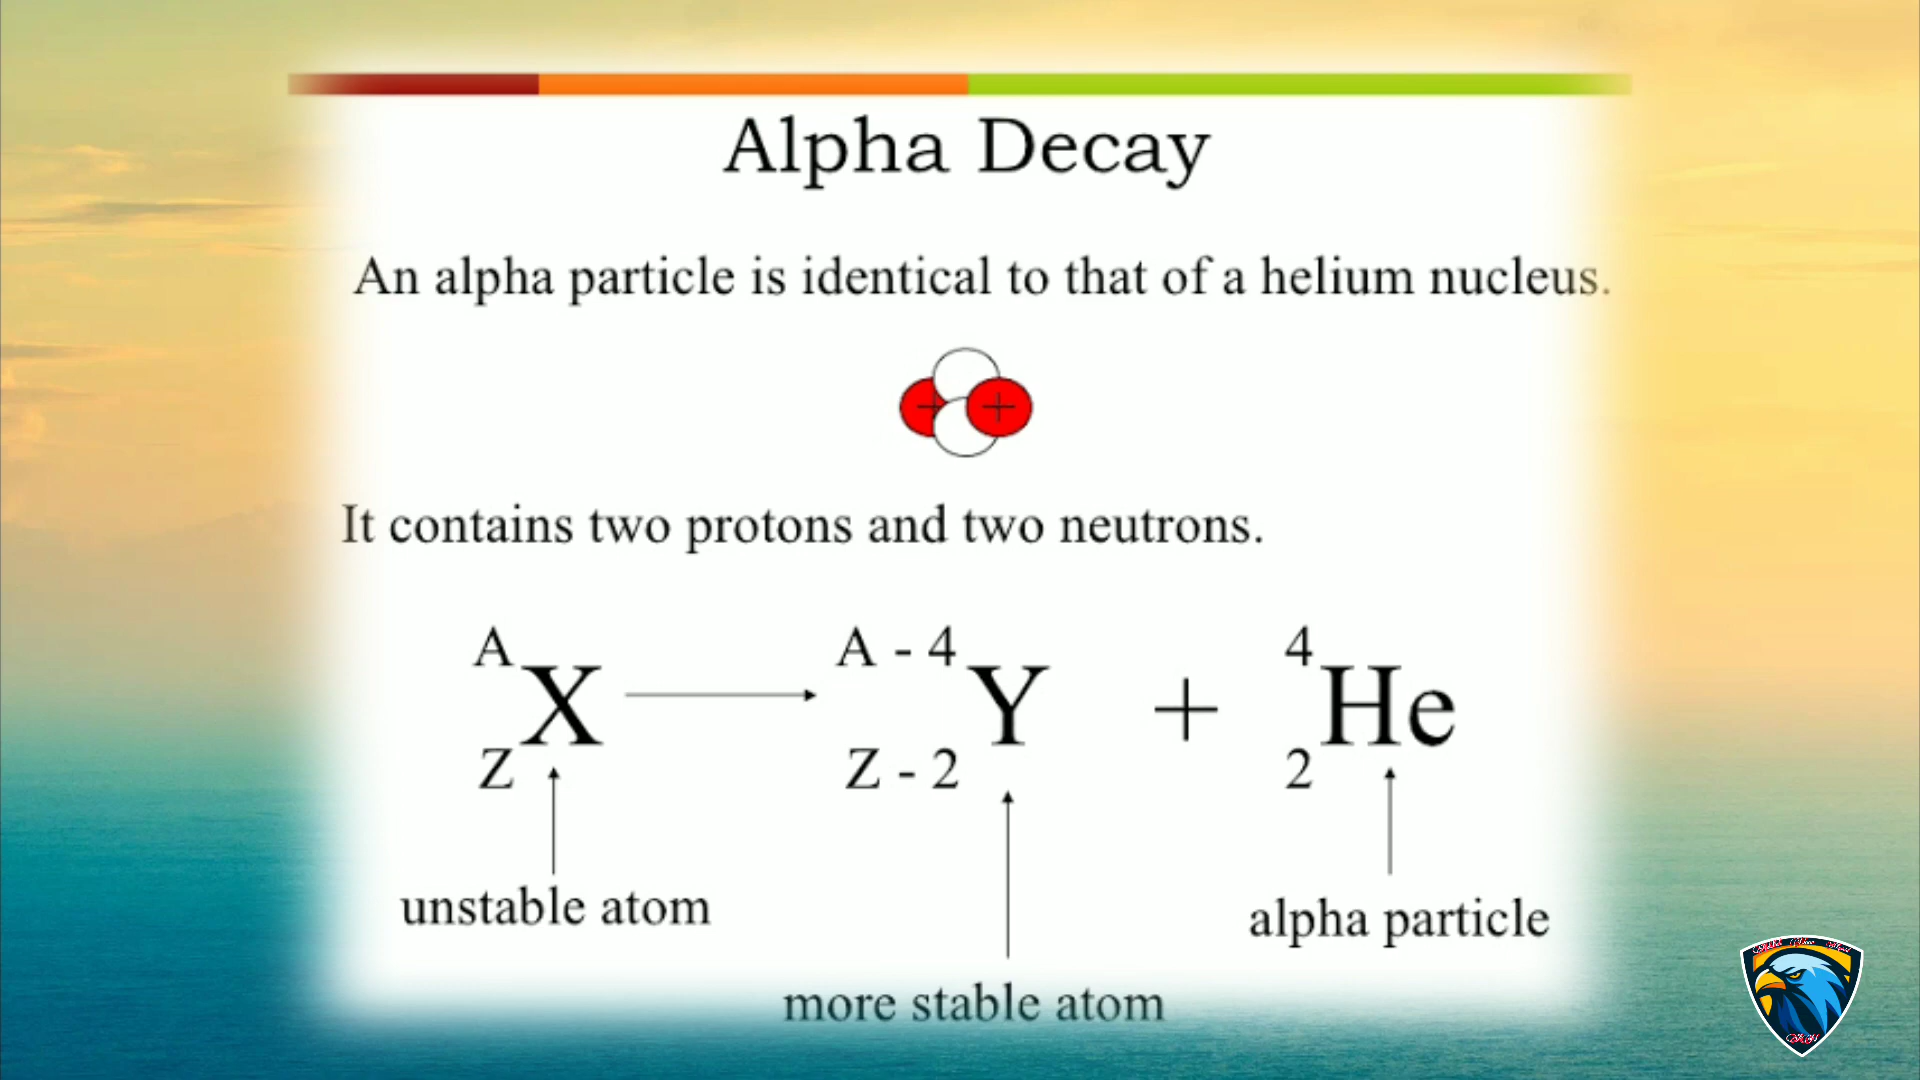 Alpha Decay
An alpha particle is identical to that of a helium nucleus.
+ +
It contains two protons and two neutrons.
A A - 4 4
X Y + He
Z Z - 2 2
unstable atom
alpha particle
more stable atom